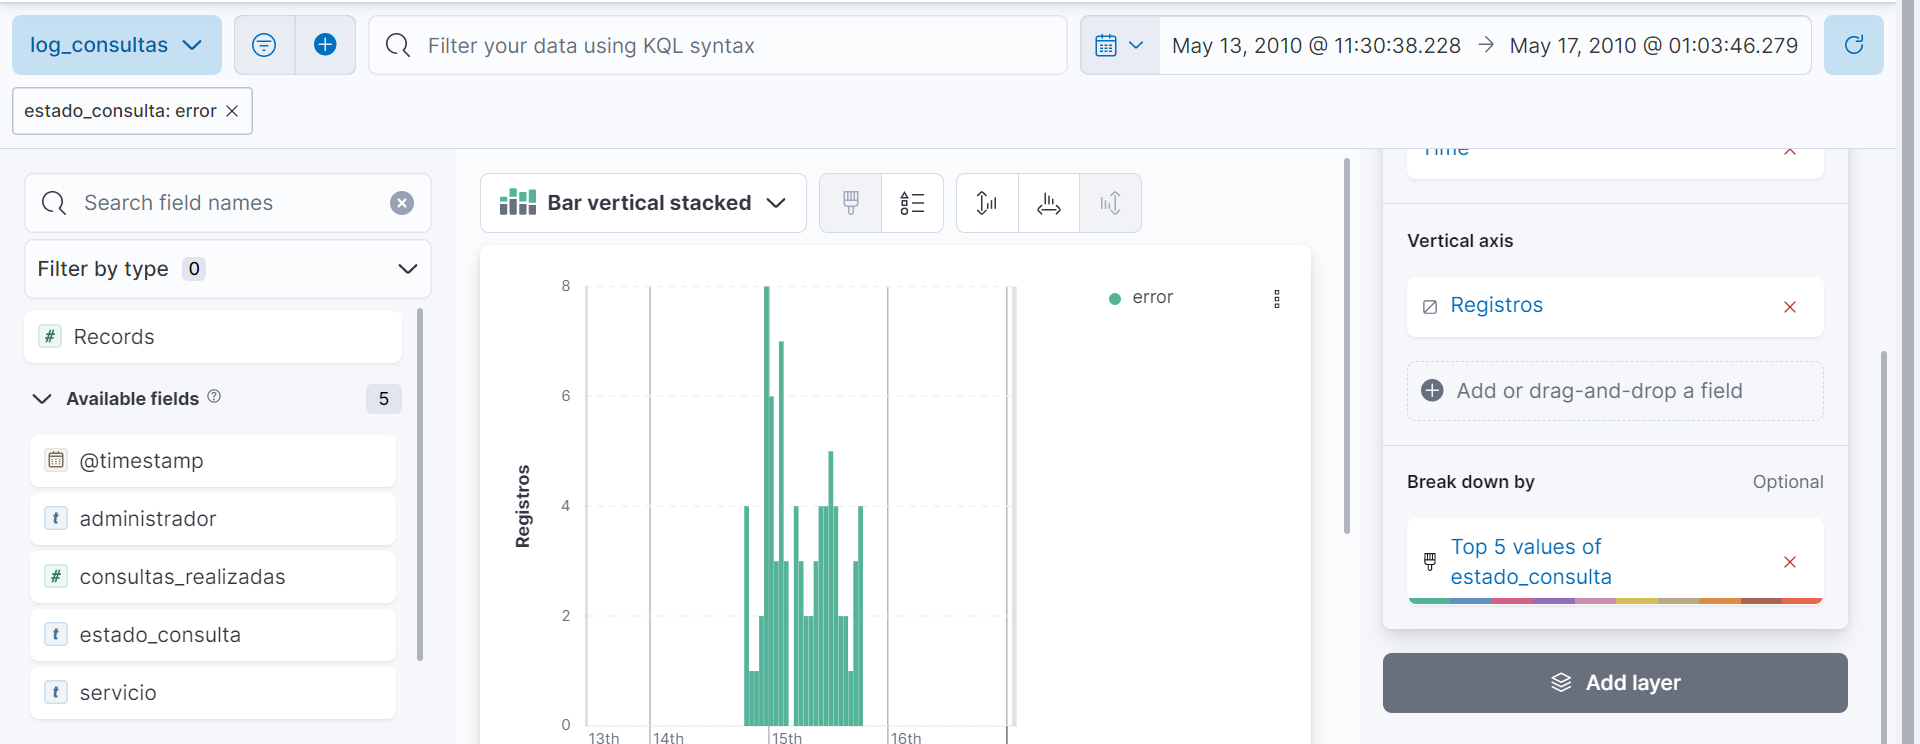 log_consultas
Filter your data using KQL syntax
May 13, 2010 @ 11:30:38.228 → May 17, 2010 @ 01:03:46.279
estado_consulta: error
Search field names
Filter by type 0
# Records
Available fields 5
@timestamp
t administrador
# consultas_realizadas
t estado_consulta
t servicio
Bar vertical stacked
8
6
4
2
0
Registros
13th
14th
15th
16th
error
Time
Vertical axis
Registros
Add or drag-and-drop a field
Break down by Optional
Top 5 values of
estado_consulta
Add layer